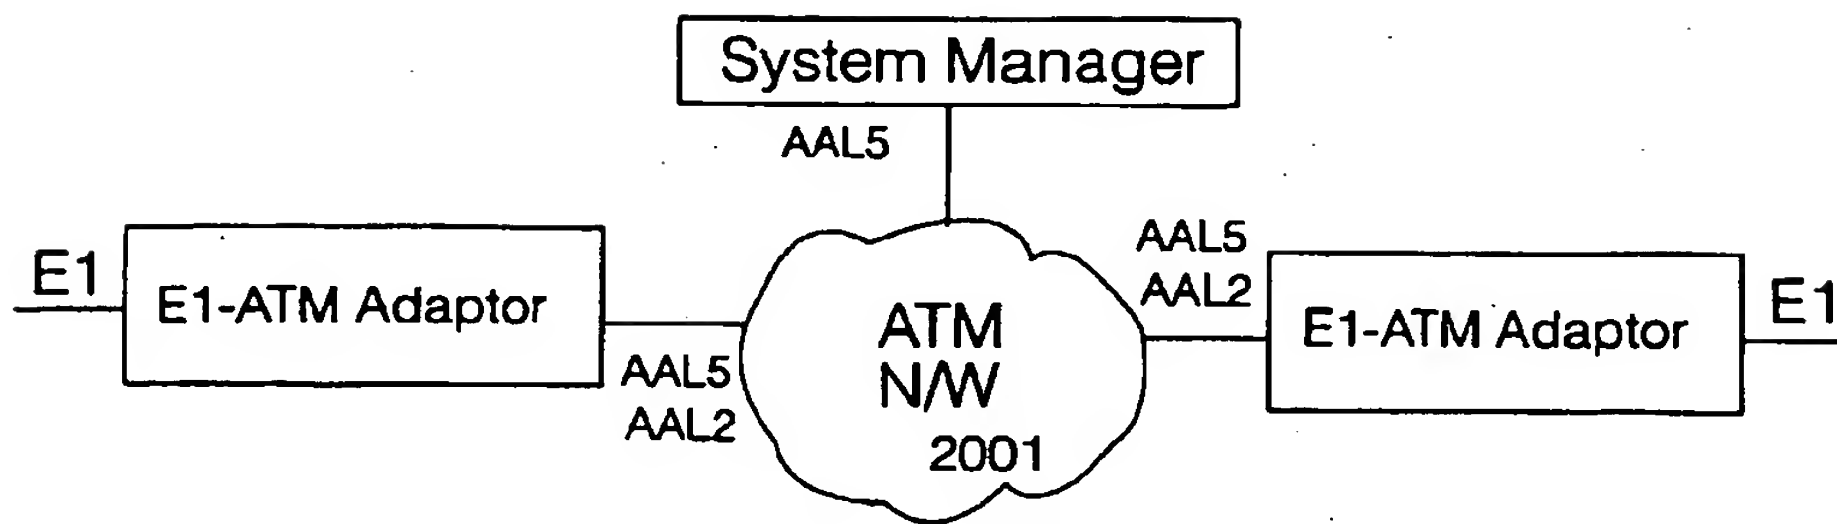 System Manager
AAL5
E1
E1-ATM Adaptor
AAL5
AAL2
ATM
N/W
2001
AAL5
AAL2
E1-ATM Adaptor
E1